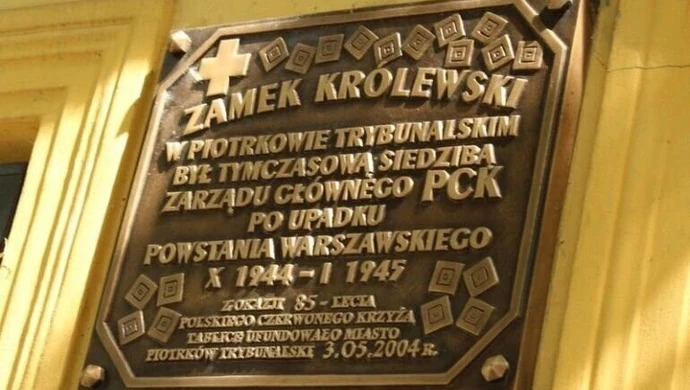 ZAMEK KRÓLEWSKI
W PIOTRKOWIE TRYBUNALSKIM
BYŁ TYMCZASOWĄ SIEDZIBĄ
ZARZĄDU GŁÓWNEGO PCK
PO UPADKU
POWSTANIA WARSZAWSKIEGO
X 1944 - I 1945
Z OKAZJI 85-LECIA
POLSKIEGO CZERWONEGO KRZYŻA
TABLICĘ UFUNDOWAŁO MIASTO
PIOTRKÓW TRYBUNALSKI 3.05.2004 R.